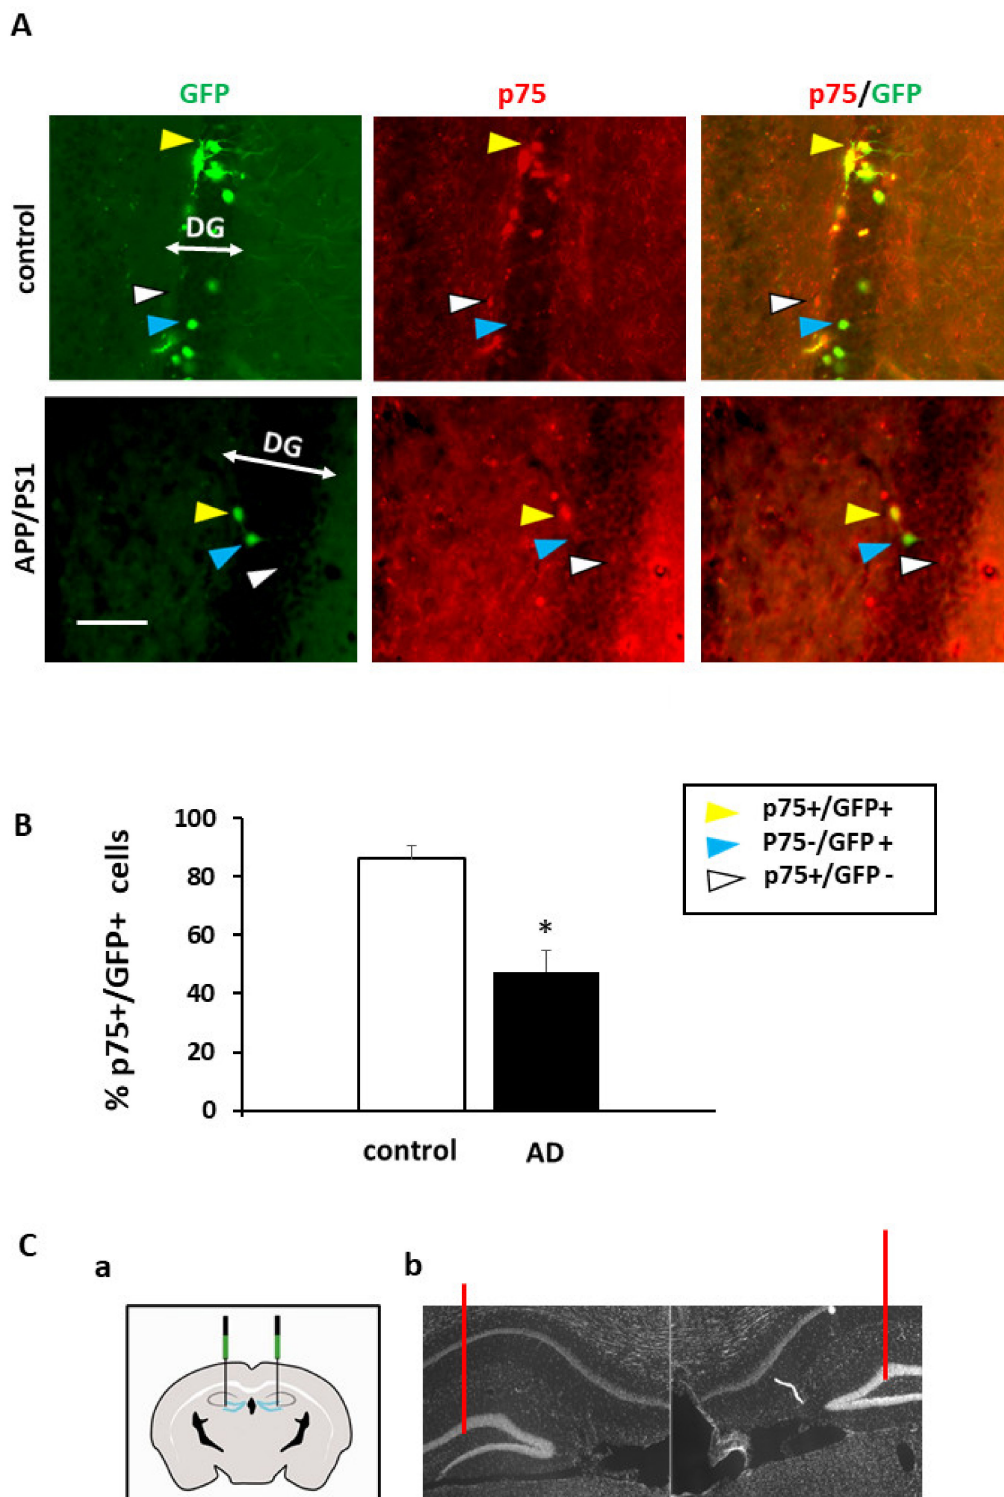 A
GFP
p75
p75/GFP
control
DG
APP/PS1
DG
B
% p75+/GFP+ cells
100
80
60
40
20
0
*
control
AD
p75+/GFP+
P75-/GFP +
p75+/GFP -
C
a
b